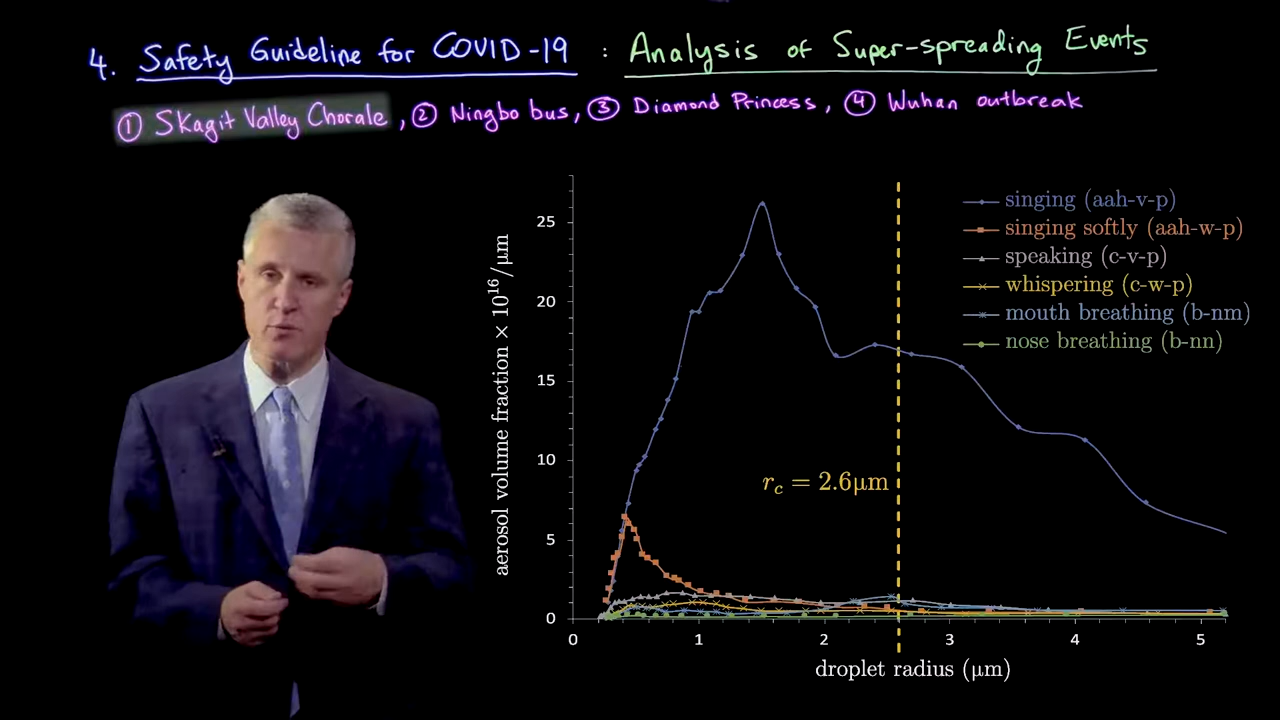 4. Safety Guideline for COVID-19 : Analysis of Super-spreading Events
① Skagit Valley Chorale, ② Ningbo bus, ③ Diamond Princess, ④ Wuhan outbreak
singing (aah-v-p)
singing softly (aah-w-p)
speaking (c-v-p)
whispering (c-w-p)
mouth breathing (b-nm)
nose breathing (b-nn)
aerosol volume fraction × 10¹⁶/μm
25
20
15
10
5
0
r_c = 2.6μm
0 1 2 3 4 5
droplet radius (μm)